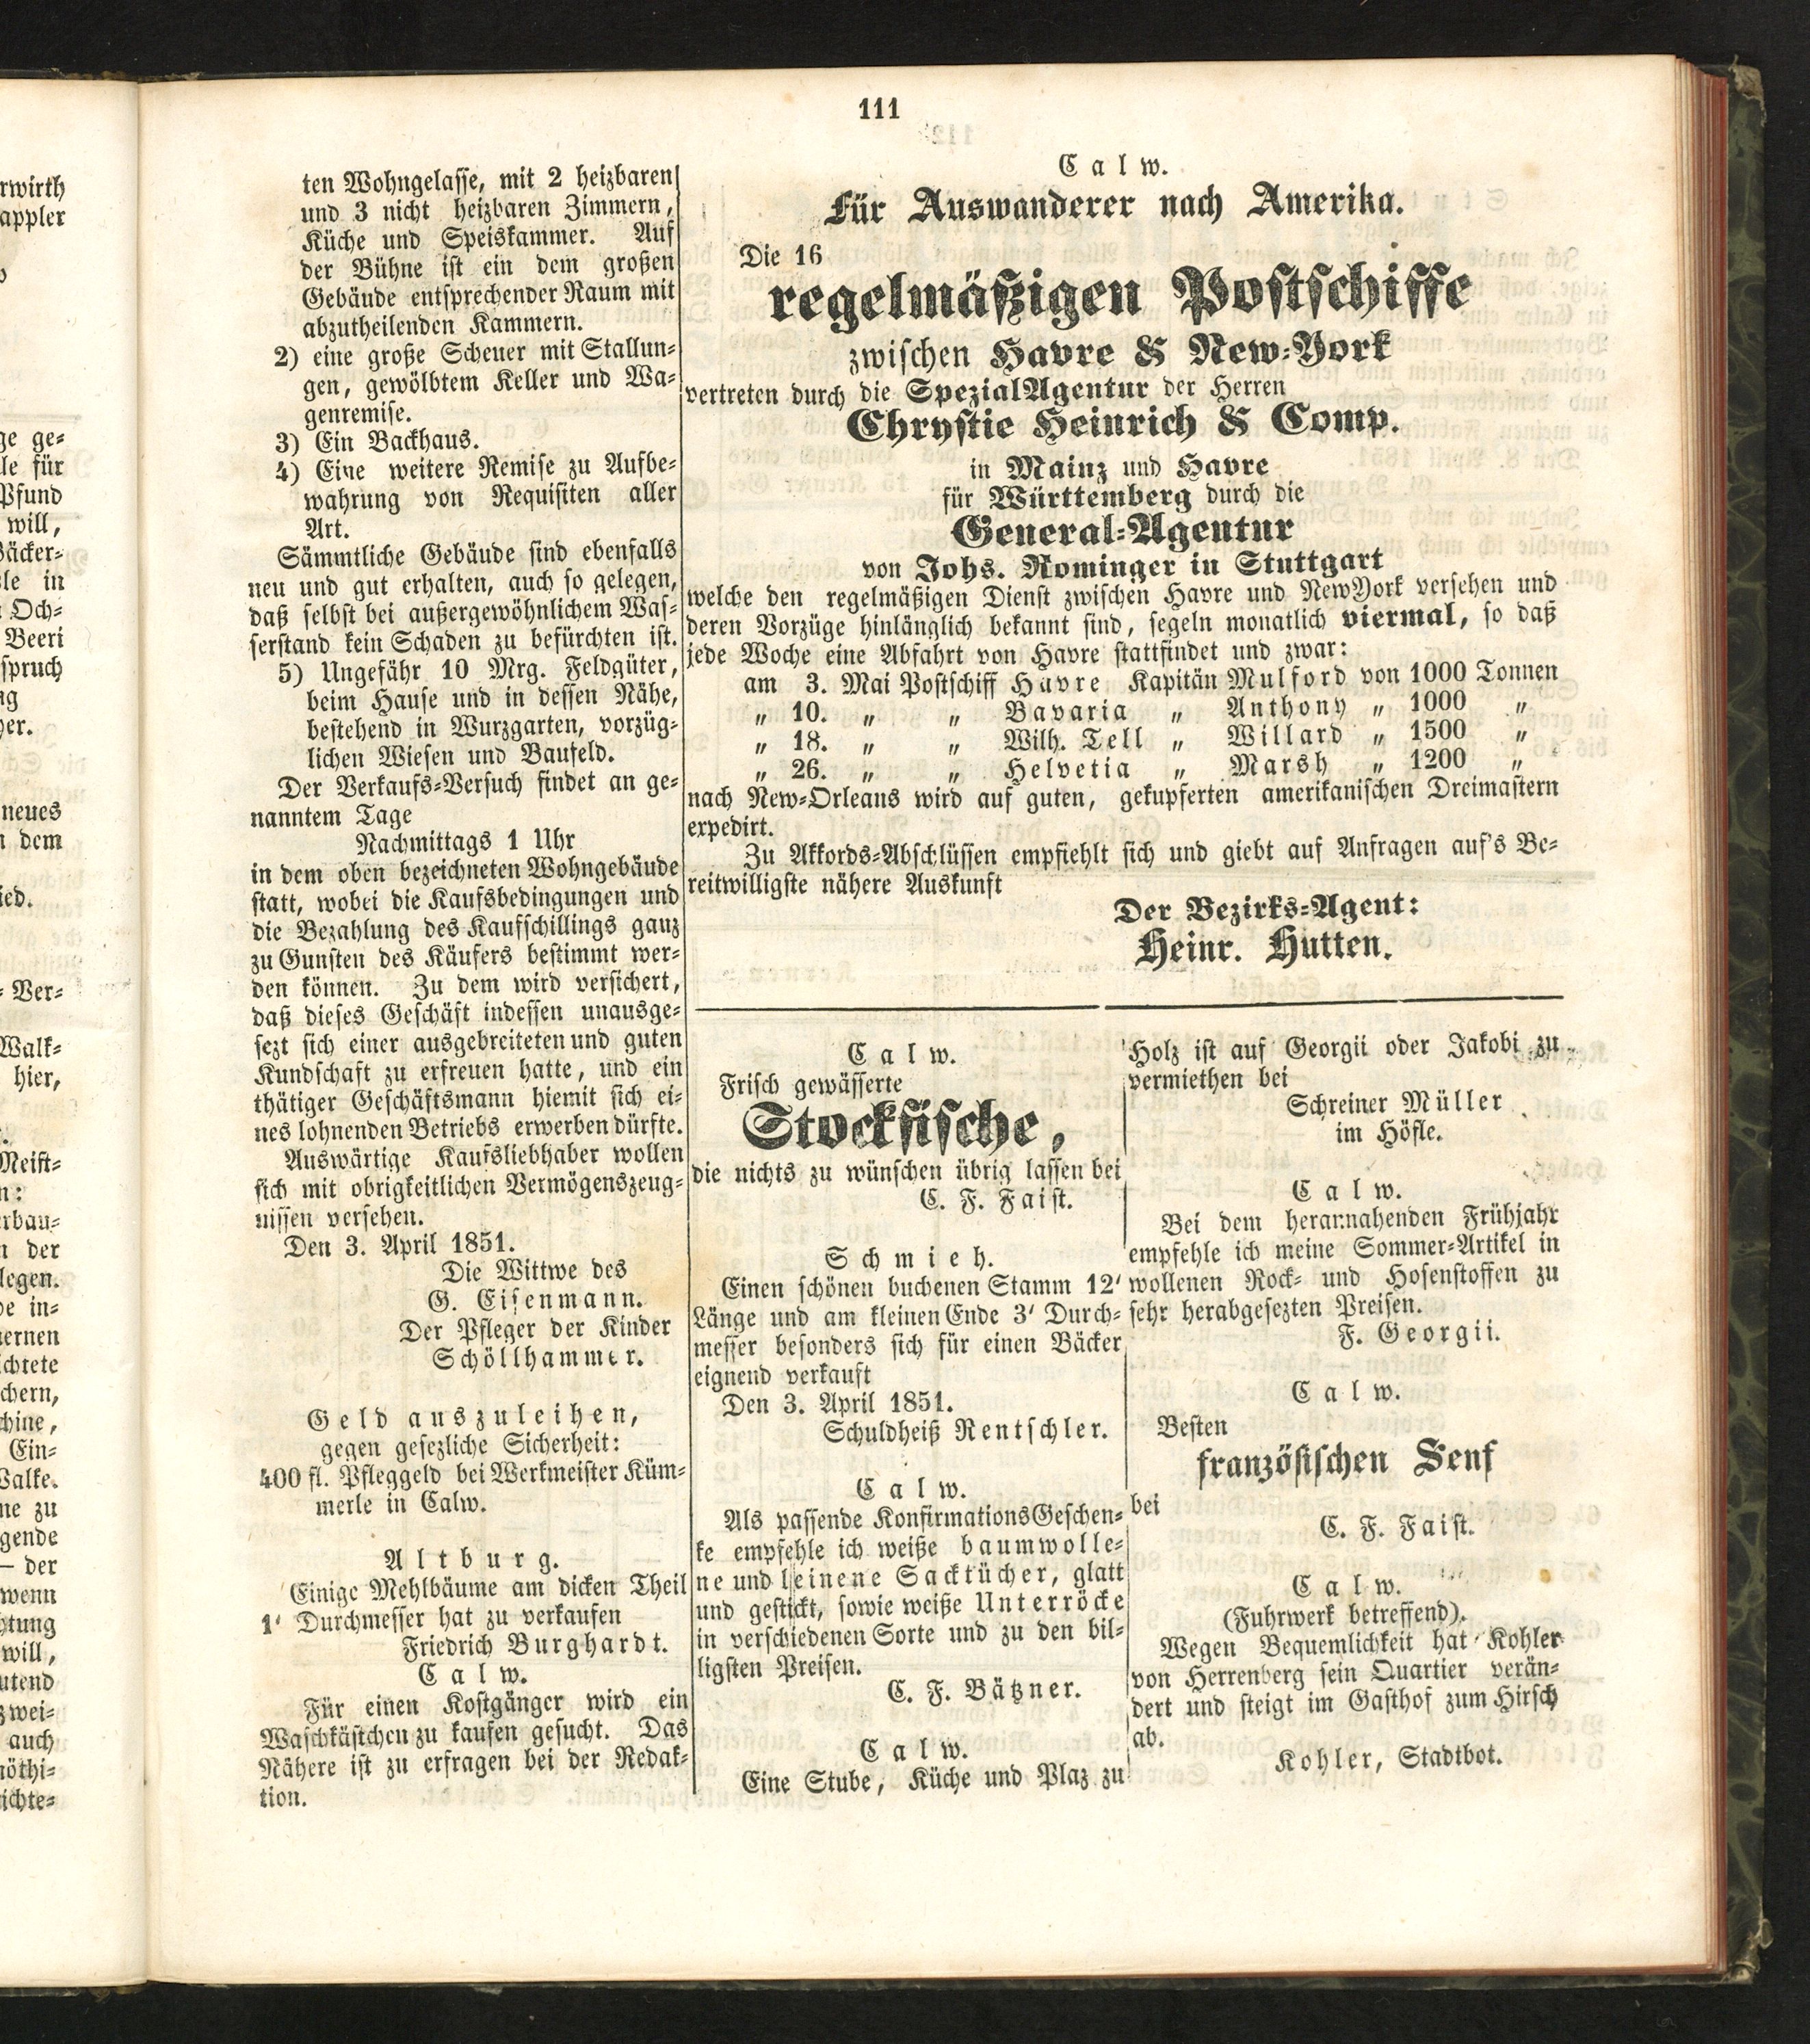 111
ten Wohngelasse, mit 2 heizbaren
und 3 nicht heizbaren Zimmern,
Küche und Speiskammer. Auf
der Bühne ist ein dem großen
Gebäude entsprechender Raum mit
abzutheilenden Kammern.
2) eine große Scheuer mit Stallun-
gen, gewölbtem Keller und Wa-
genremise.
3) Ein Backhaus.
4) Eine weitere Remise zu Aufbe-
wahrung von Requisiten aller
Art.
Sämmtliche Gebäude sind ebenfalls
neu und gut erhalten, auch so gelegen,
daß selbst bei außergewöhnlichem Was-
serstand kein Schaden zu befürchten ist.
5) Ungefähr 10 Mrg. Feldgüter,
beim Hause und in dessen Nähe,
bestehend in Wurzgarten, vorzüg-
lichen Wiesen und Baufeld.
Der Verkaufs-Versuch findet an ge-
nanntem Tage
Nachmittags 1 Uhr
in dem oben bezeichneten Wohngebäude
statt, wobei die Kaufsbedingungen und
die Bezahlung des Kaufschillings ganz
zu Gunsten des Käufers bestimmt wer-
den können. Zu dem wird versichert,
daß dieses Geschäft indessen unausge-
sezt sich einer ausgebreiteten und guten
Kundschaft zu erfreuen hatte, und ein
thätiger Geschäftsmann hiemit sich ei-
nes lohnenden Betriebs erwerben dürfte.
Auswärtige Kaufsliebhaber wollen
sich mit obrigkeitlichen Vermögenszeug-
nissen versehen.
Den 3. April 1851.
Die Wittwe des
G. Eisenmann.
Der Pfleger der Kinder
Schöllhammer.
Geld auszuleihen,
gegen gesezliche Sicherheit:
400 fl. Pfleggeld bei Werkmeister Küm-
merle in Calw.
Altburg.
Einige Mehlbäume am dicken Theil
1' Durchmesser hat zu verkaufen
Friedrich Burghardt.
Calw.
Für einen Kostgänger wird ein
Waschkästchen zu kaufen gesucht. Das
Nähere ist zu erfragen bei der Redak-
tion.
Calw.
Für Auswanderer nach Amerika.
Die 16
regelmäßigen Postschiffe
zwischen Havre & New-York
vertreten durch die SpezialAgentur der Herren
Chrystie Heinrich & Comp.
in Mainz und Havre
für Württemberg durch die
General-Agentur
von Johs. Rominger in Stuttgart
welche den regelmäßigen Dienst zwischen Havre und NewYork versehen und
deren Vorzüge hinlänglich bekannt sind, segeln monatlich viermal, so daß
jede Woche eine Abfahrt von Havre stattfindet und zwar:
am 3. Mai Postschiff Havre Kapitän Mulford von 1000 Tonnen
„ 10. „ „ Bavaria „ Anthony „ 1000 „
„ 18. „ „ Wilh. Tell „ Willard „ 1500 „
„ 26. „ „ Helvetia „ Marsh „ 1200 „
nach New-Orleans wird auf guten, gekupferten amerikanischen Dreimastern
expedirt.
Zu Akkords-Abschlüssen empfiehlt sich und giebt auf Anfragen auf's Be-
reitwilligste nähere Auskunft
Der Bezirks-Agent:
Heinr. Hutten.
Calw.
Frisch gewässerte
Stockfische,
die nichts zu wünschen übrig lassen bei
C. F. Faist.
Schmieh.
Einen schönen buchenen Stamm 12'
Länge und am kleinen Ende 3' Durch-
messer besonders sich für einen Bäcker
eignend verkauft
Den 3. April 1851.
Schuldheiß Rentschler.
Calw.
Als passende KonfirmationsGeschen-
ke empfehle ich weiße baumwolle-
ne und leinene Sacktücher, glatt
und gestickt, sowie weiße Unterröcke
in verschiedenen Sorte und zu den bil-
ligsten Preisen.
C. F. Bätzner.
Calw.
Eine Stube, Küche und Plaz zu
Holz ist auf Georgii oder Jakobi zu
vermiethen bei
Schreiner Müller
im Höfle.
Calw.
Bei dem herannahenden Frühjahr
empfehle ich meine Sommer-Artikel in
wollenen Rock- und Hosenstoffen zu
sehr herabgesezten Preisen.
F. Georgii.
Calw.
Besten
französischen Senf
bei
C. F. Faist.
Calw.
(Fuhrwerk betreffend).
Wegen Bequemlichkeit hat Kohler
von Herrenberg sein Quartier verän-
dert und steigt im Gasthof zum Hirsch
ab.
Kohler, Stadtbot.